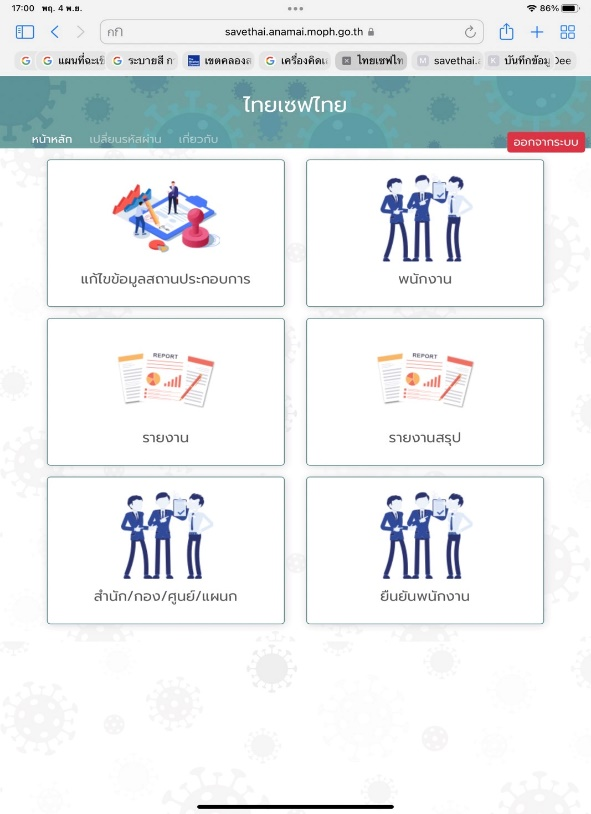 17:00 พฤ. 4 พ.ย.
86%
กกิ savethai.anamai.moph.go.th
แผนที่ฉะเชิ ระบายสี ก เขตคลองส เครื่องคิดเ ไทยเซฟไท savethai. บันทึกข้อมู Dee
ไทยเซฟไทย
หน้าหลัก เปลี่ยนรหัสผ่าน เกี่ยวกับ ออกจากระบบ
แก้ไขข้อมูลสถานประกอบการ
พนักงาน
REPORT
REPORT
รายงาน
รายงานสรุป
สำนัก/กอง/ศูนย์/แผนก
ยืนยันพนักงาน